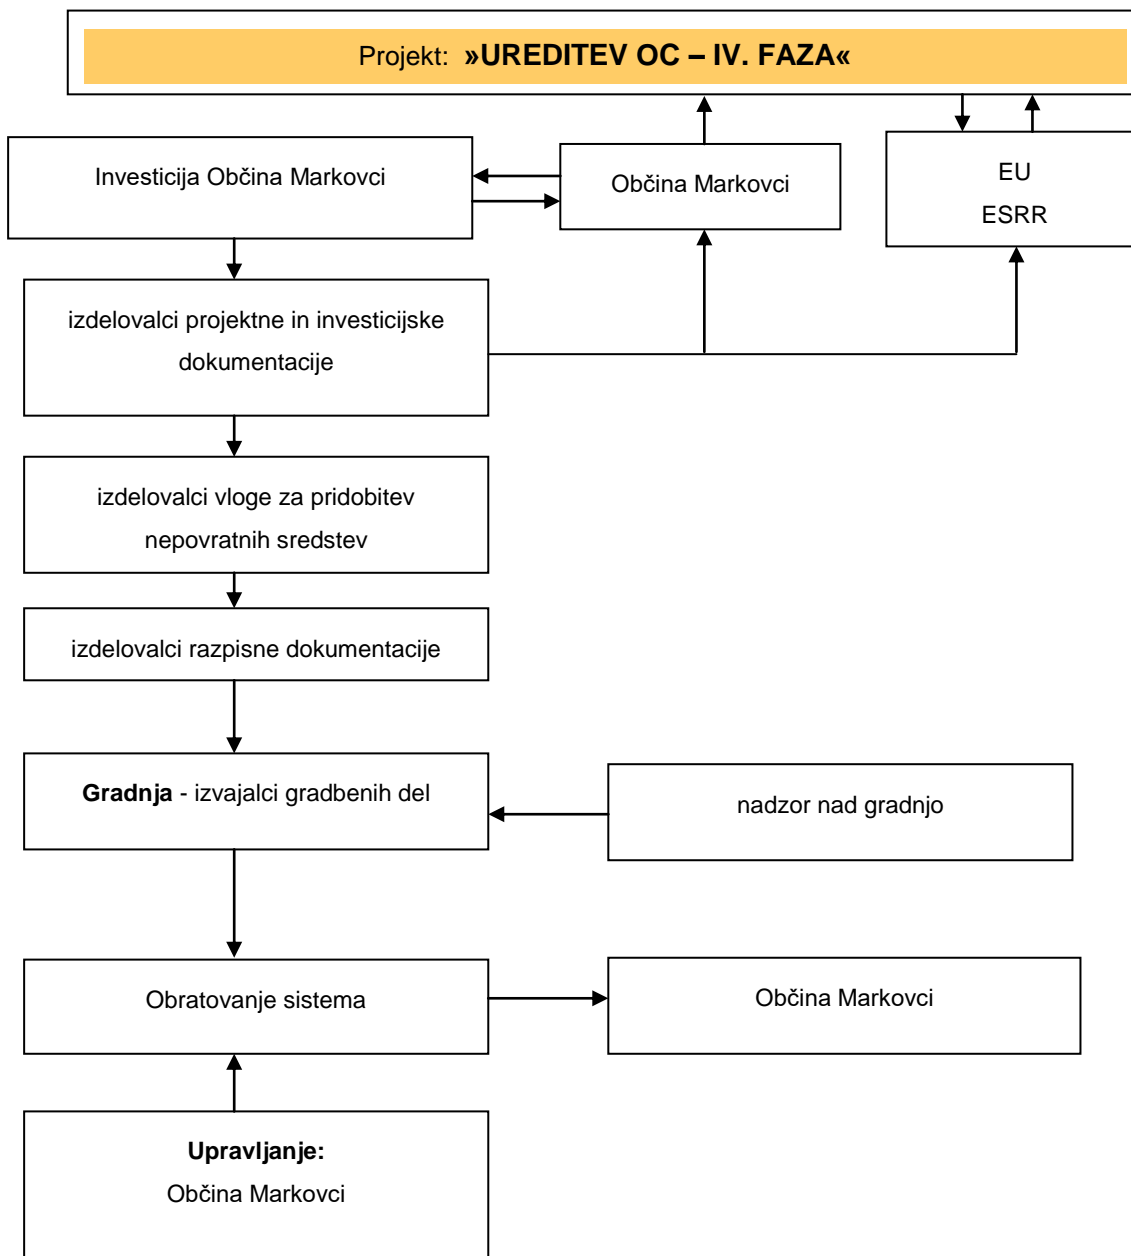 Projekt: »UREDITEV OC – IV. FAZA«
Investicija Občina Markovci
Občina Markovci
EU
ESRR
izdelovalci projektne in investicijske
dokumentacije
izdelovalci vloge za pridobitev
nepovratnih sredstev
izdelovalci razpisne dokumentacije
Gradnja - izvajalci gradbenih del
nadzor nad gradnjo
Obratovanje sistema
Občina Markovci
Upravljanje:
Občina Markovci